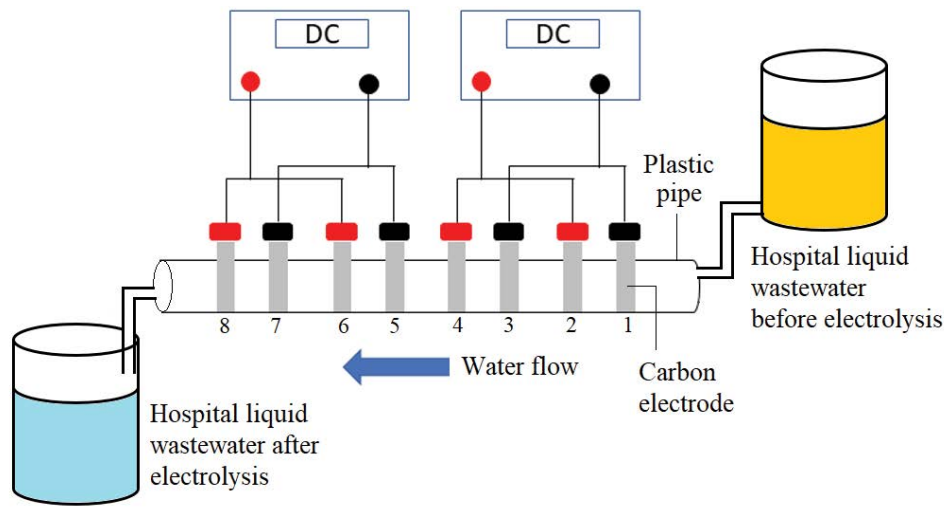 DC
DC
Plastic
pipe
Hospital liquid
wastewater
before electrolysis
8 7 6 5 4 3 2 1
Water flow
Carbon
electrode
Hospital liquid
wastewater after
electrolysis